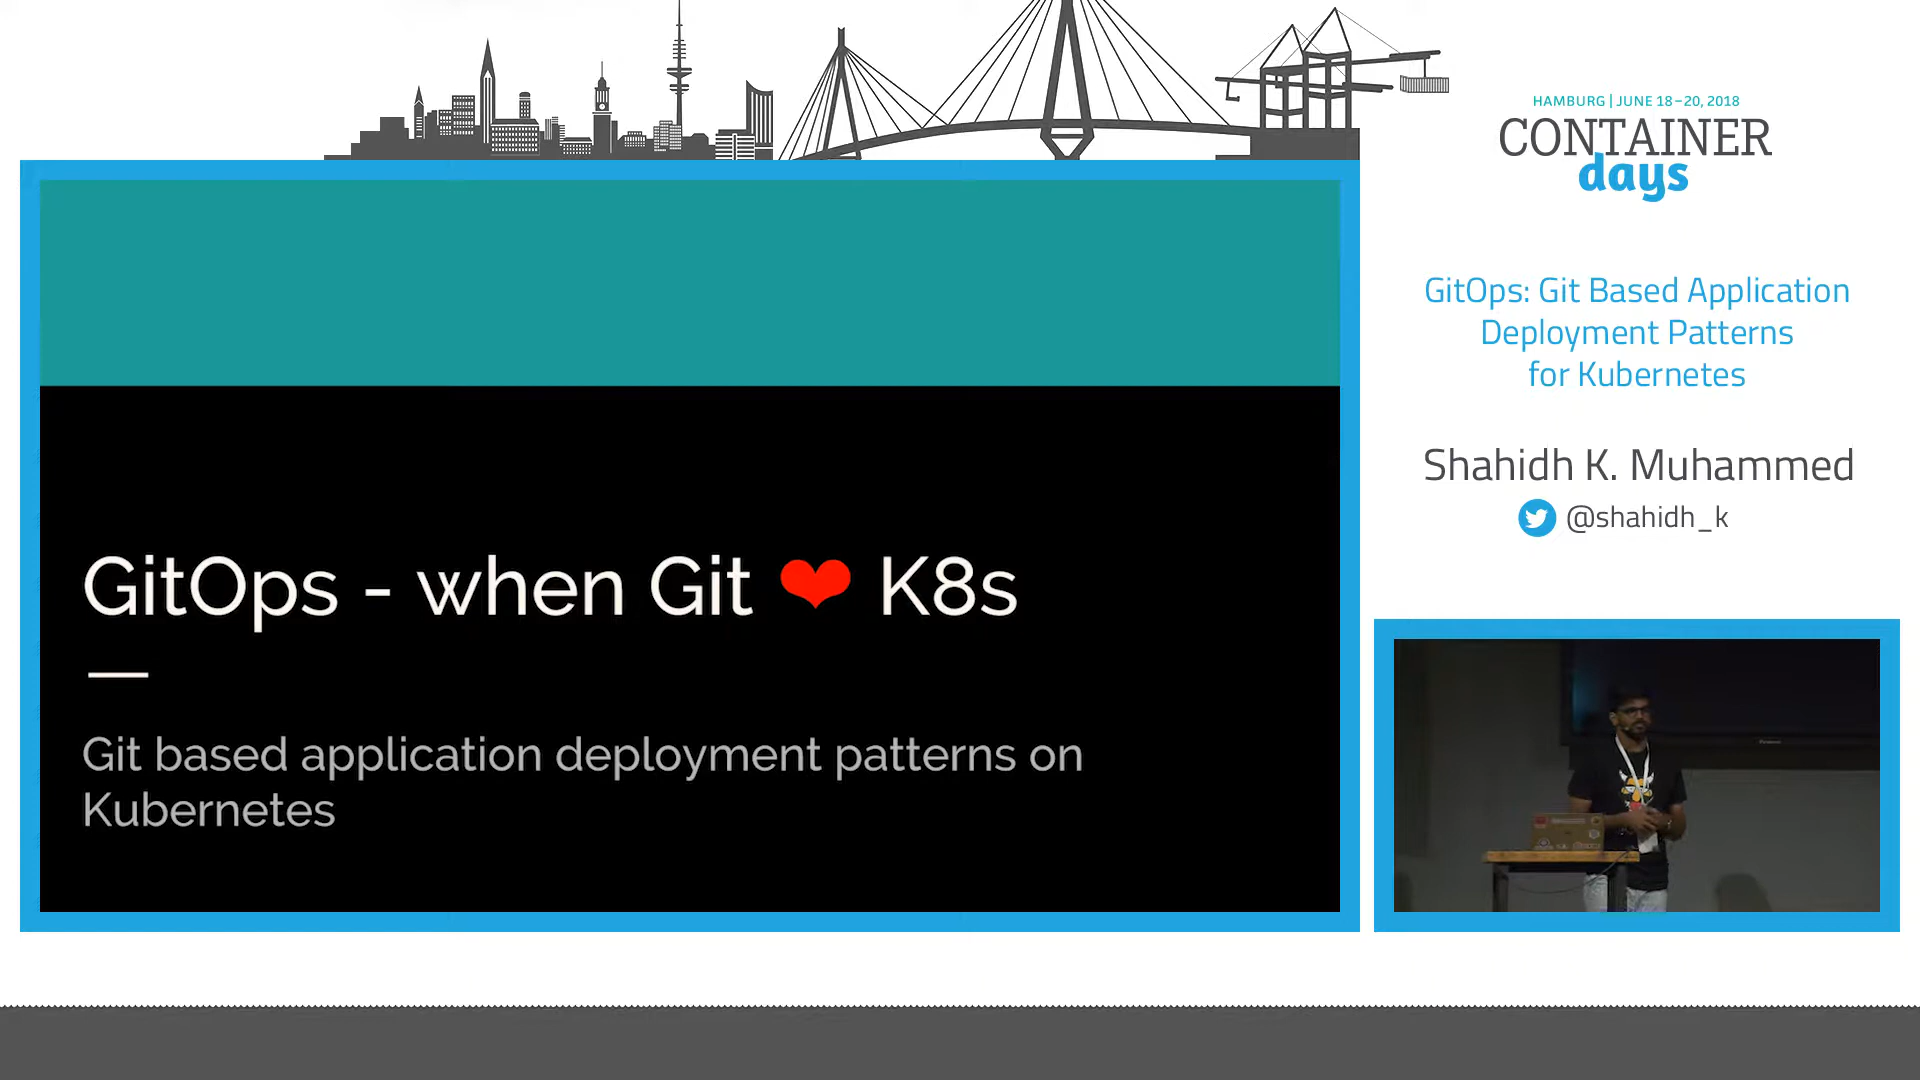 HAMBURG | JUNE 18–20, 2018
CONTAINER
days
GitOps: Git Based Application
Deployment Patterns
for Kubernetes
Shahidh K. Muhammed
@shahidh_k
GitOps - when Git ❤ K8s
Git based application deployment patterns on
Kubernetes